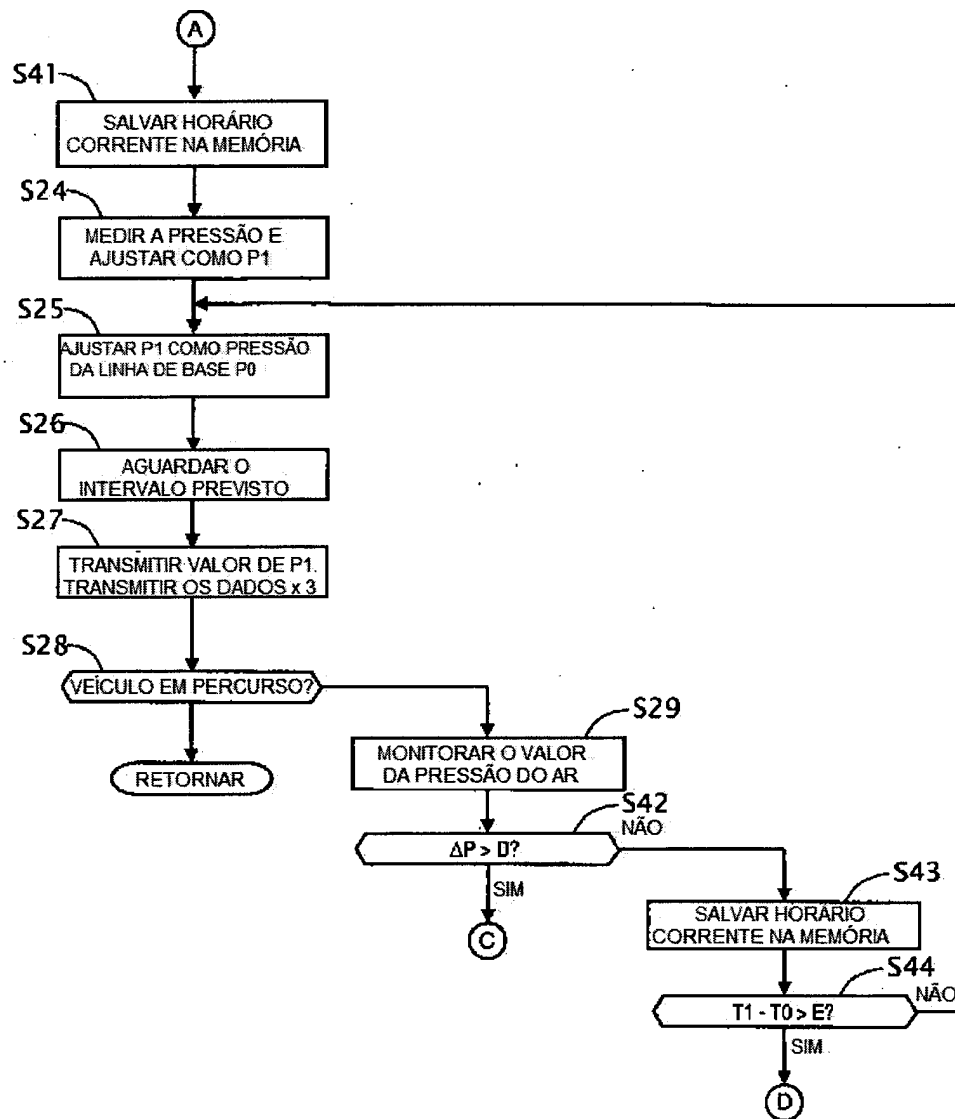 A
S41
SALVAR HORÁRIO
CORRENTE NA MEMÓRIA
S24
MEDIR A PRESSÃO E
AJUSTAR COMO P1
S25
AJUSTAR P1 COMO PRESSÃO
DA LINHA DE BASE P0
S26
AGUARDAR O
INTERVALO PREVISTO
S27
TRANSMITIR VALOR DE P1.
TRANSMITIR OS DADOS x 3
S28
VEÍCULO EM PERCURSO?
RETORNAR
S29
MONITORAR O VALOR
DA PRESSÃO DO AR
S42
ΔP > D?
NÃO
SIM
C
S43
SALVAR HORÁRIO
CORRENTE NA MEMÓRIA
S44
T1 - T0 > E?
NÃO
SIM
D